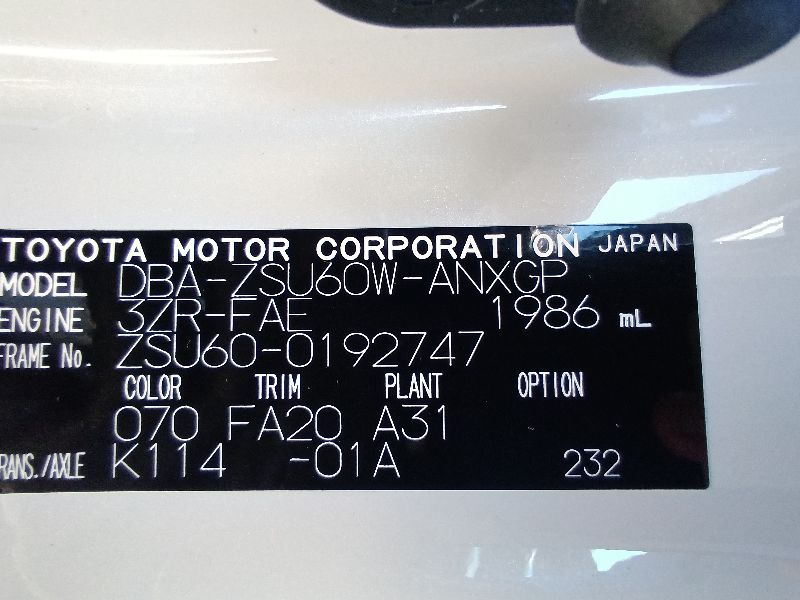 TOYOTA MOTOR CORPORATION JAPAN
MODEL DBA-ZSU60W-ANXGP
ENGINE 3ZR-FAE 1986 mL
FRAME No. ZSU60-0192747
COLOR TRIM PLANT OPTION
070 FA20 A31
RANS./AXLE K114 -01A 232